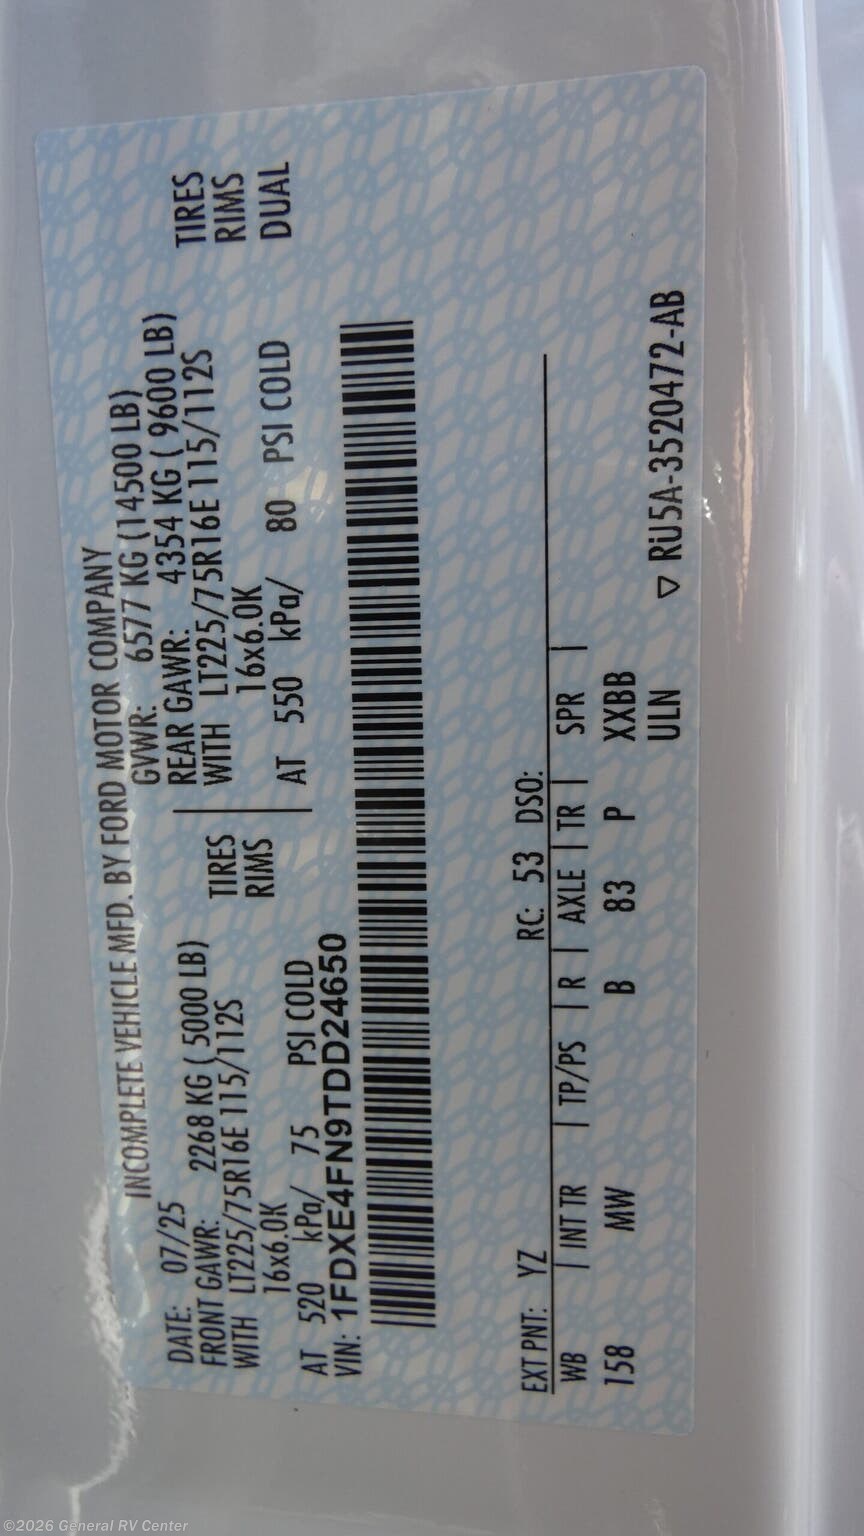 INCOMPLETE VEHICLE MFD. BY FORD MOTOR COMPANY
DATE: 07/25 GVWR: 6577 KG (14500 LB)
FRONT GAWR: 2268 KG ( 5000 LB) REAR GAWR: 4354 KG ( 9600 LB)
WITH LT225/75R16E 115/112S TIRES WITH LT225/75R16E 115/112S TIRES
16x6.0K RIMS 16x6.0K RIMS
AT 520 kPa/ 75 PSI COLD AT 550 kPa/ 80 PSI COLD DUAL
VIN: 1FDXE4FN9TDD24650
EXT PNT: YZ RC: 53 DSO:
WB | INT TR | TP/PS | R | AXLE | TR | SPR |
158 MW B 83 P XXBB
ULN ▽ RU5A-3520472-AB
©2026 General RV Center